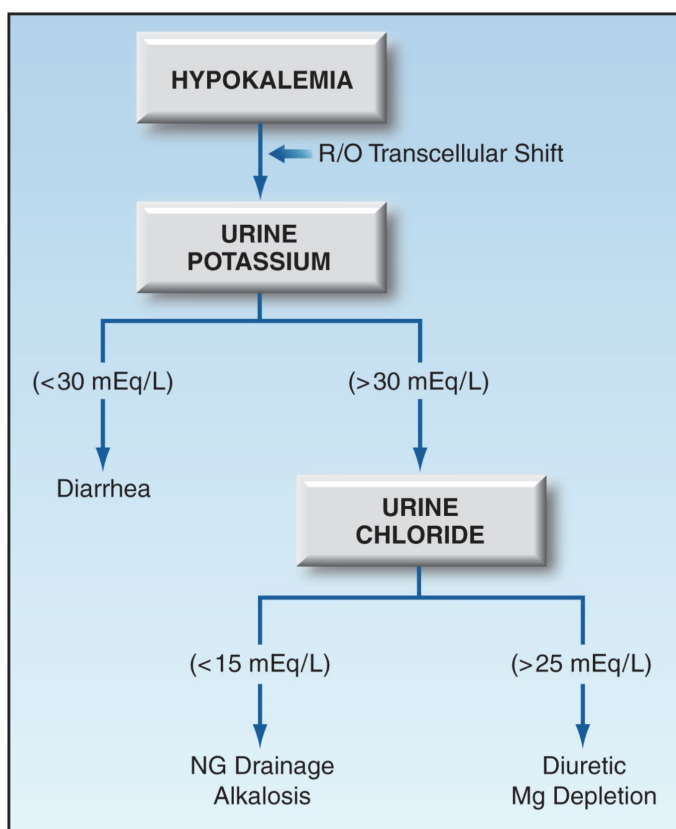 HYPOKALEMIA
R/O Transcellular Shift
URINE
POTASSIUM
(<30 mEq/L)
(>30 mEq/L)
Diarrhea
URINE
CHLORIDE
(<15 mEq/L)
(>25 mEq/L)
NG Drainage
Alkalosis
Diuretic
Mg Depletion